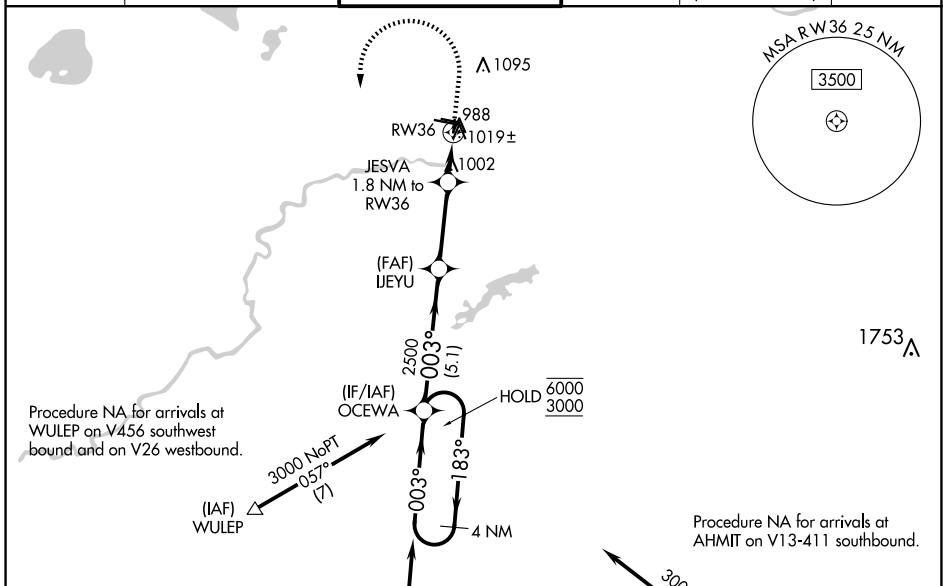 1095
MSA RW36 25 NM
3500
988
RW36
1019±
JESVA
1.8 NM to
RW36
1002
(FAF)
IJEYU
2500
003°
(5.1)
1753
(IF/IAF)
OCEWA
HOLD
6000
3000
Procedure NA for arrivals at
WULEP on V456 southwest
bound and on V26 westbound.
3000 NoPT
057°
(7)
003°
183°
(IAF)
WULEP
4 NM
Procedure NA for arrivals at
AHMIT on V13-411 southbound.